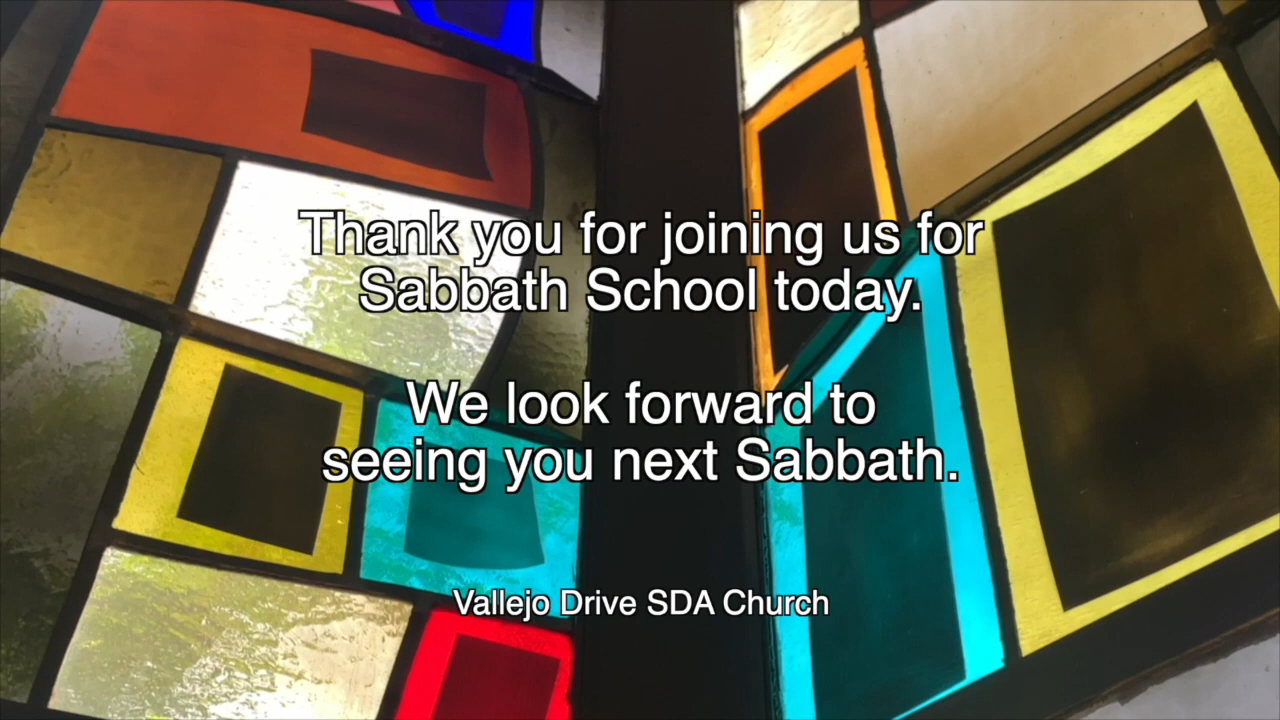 Thank you for joining us for
Sabbath School today.
We look forward to
seeing you next Sabbath.
Vallejo Drive SDA Church